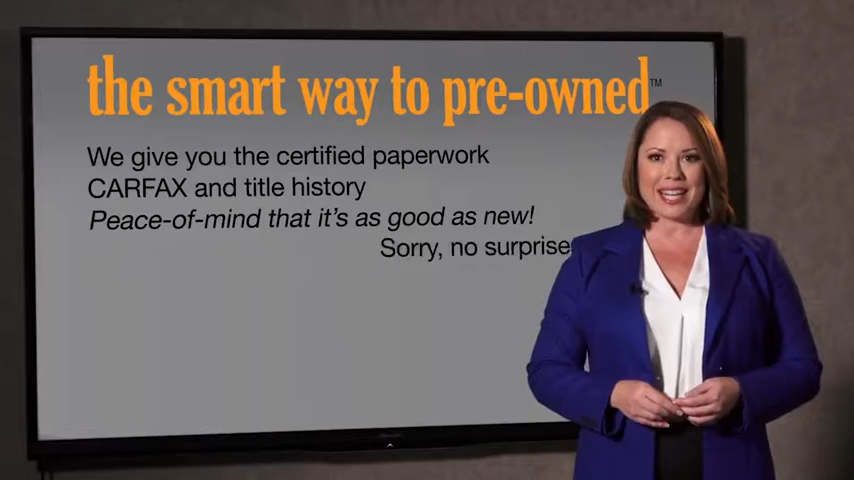 the smart way to pre-owned™
We give you the certified paperwork
CARFAX and title history
Peace-of-mind that it's as good as new!
Sorry, no surprise